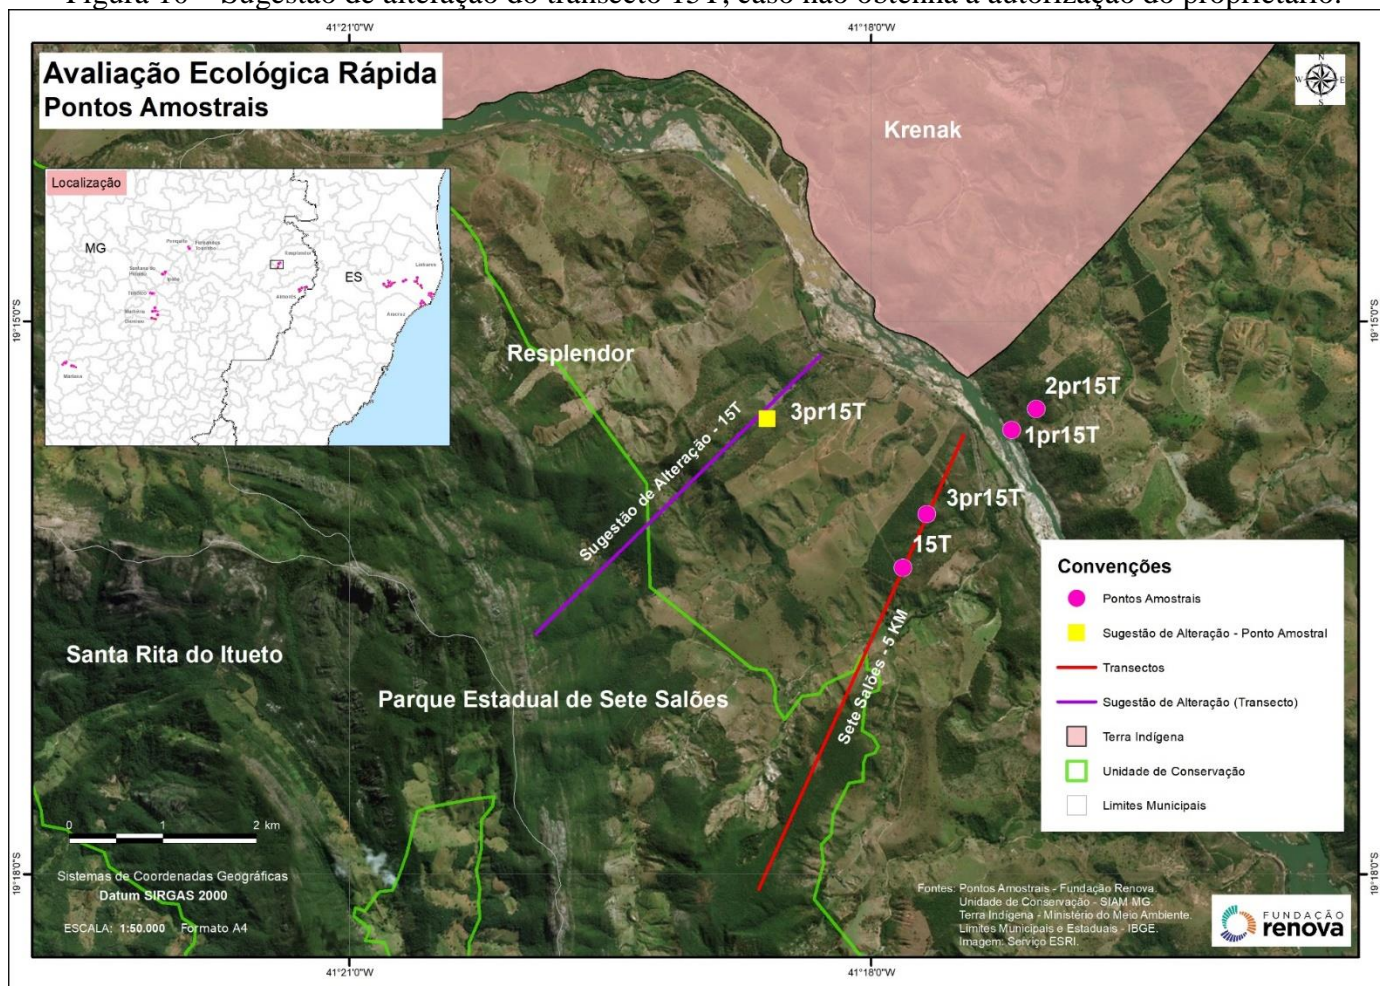 Figura 10 – Sugestão de alteração do transecto 15T, caso não obtenha a autorização do proprietário.
41°21'0"W
41°18'0"W
Avaliação Ecológica Rápida
Pontos Amostrais
N
W E
S
Krenak
Localização
MG
ES
19°15'0"S
19°15'0"S
Resplendor
Sugestão de Alteração - 15T
3pr15T
2pr15T
1pr15T
3pr15T
15T
Sete Salões - 5 KM
Santa Rita do Itueto
Parque Estadual de Sete Salões
Convenções
Pontos Amostrais
Sugestão de Alteração - Ponto Amostral
Transectos
Sugestão de Alteração (Transecto)
Terra Indígena
Unidade de Conservação
Limites Municipais
0 1 2 km
Sistemas de Coordenadas Geográficas
Datum SIRGAS 2000
ESCALA: 1:50.000 Formato A4
19°18'0"S
19°18'0"S
Fontes: Pontos Amostrais - Fundação Renova.
Unidade de Conservação - SIAM MG.
Terra Indígena - Ministério do Meio Ambiente.
Limites Municipais e Estaduais - IBGE.
Imagem: Serviço ESRI.
FUNDAÇÃO
renova
41°21'0"W
41°18'0"W